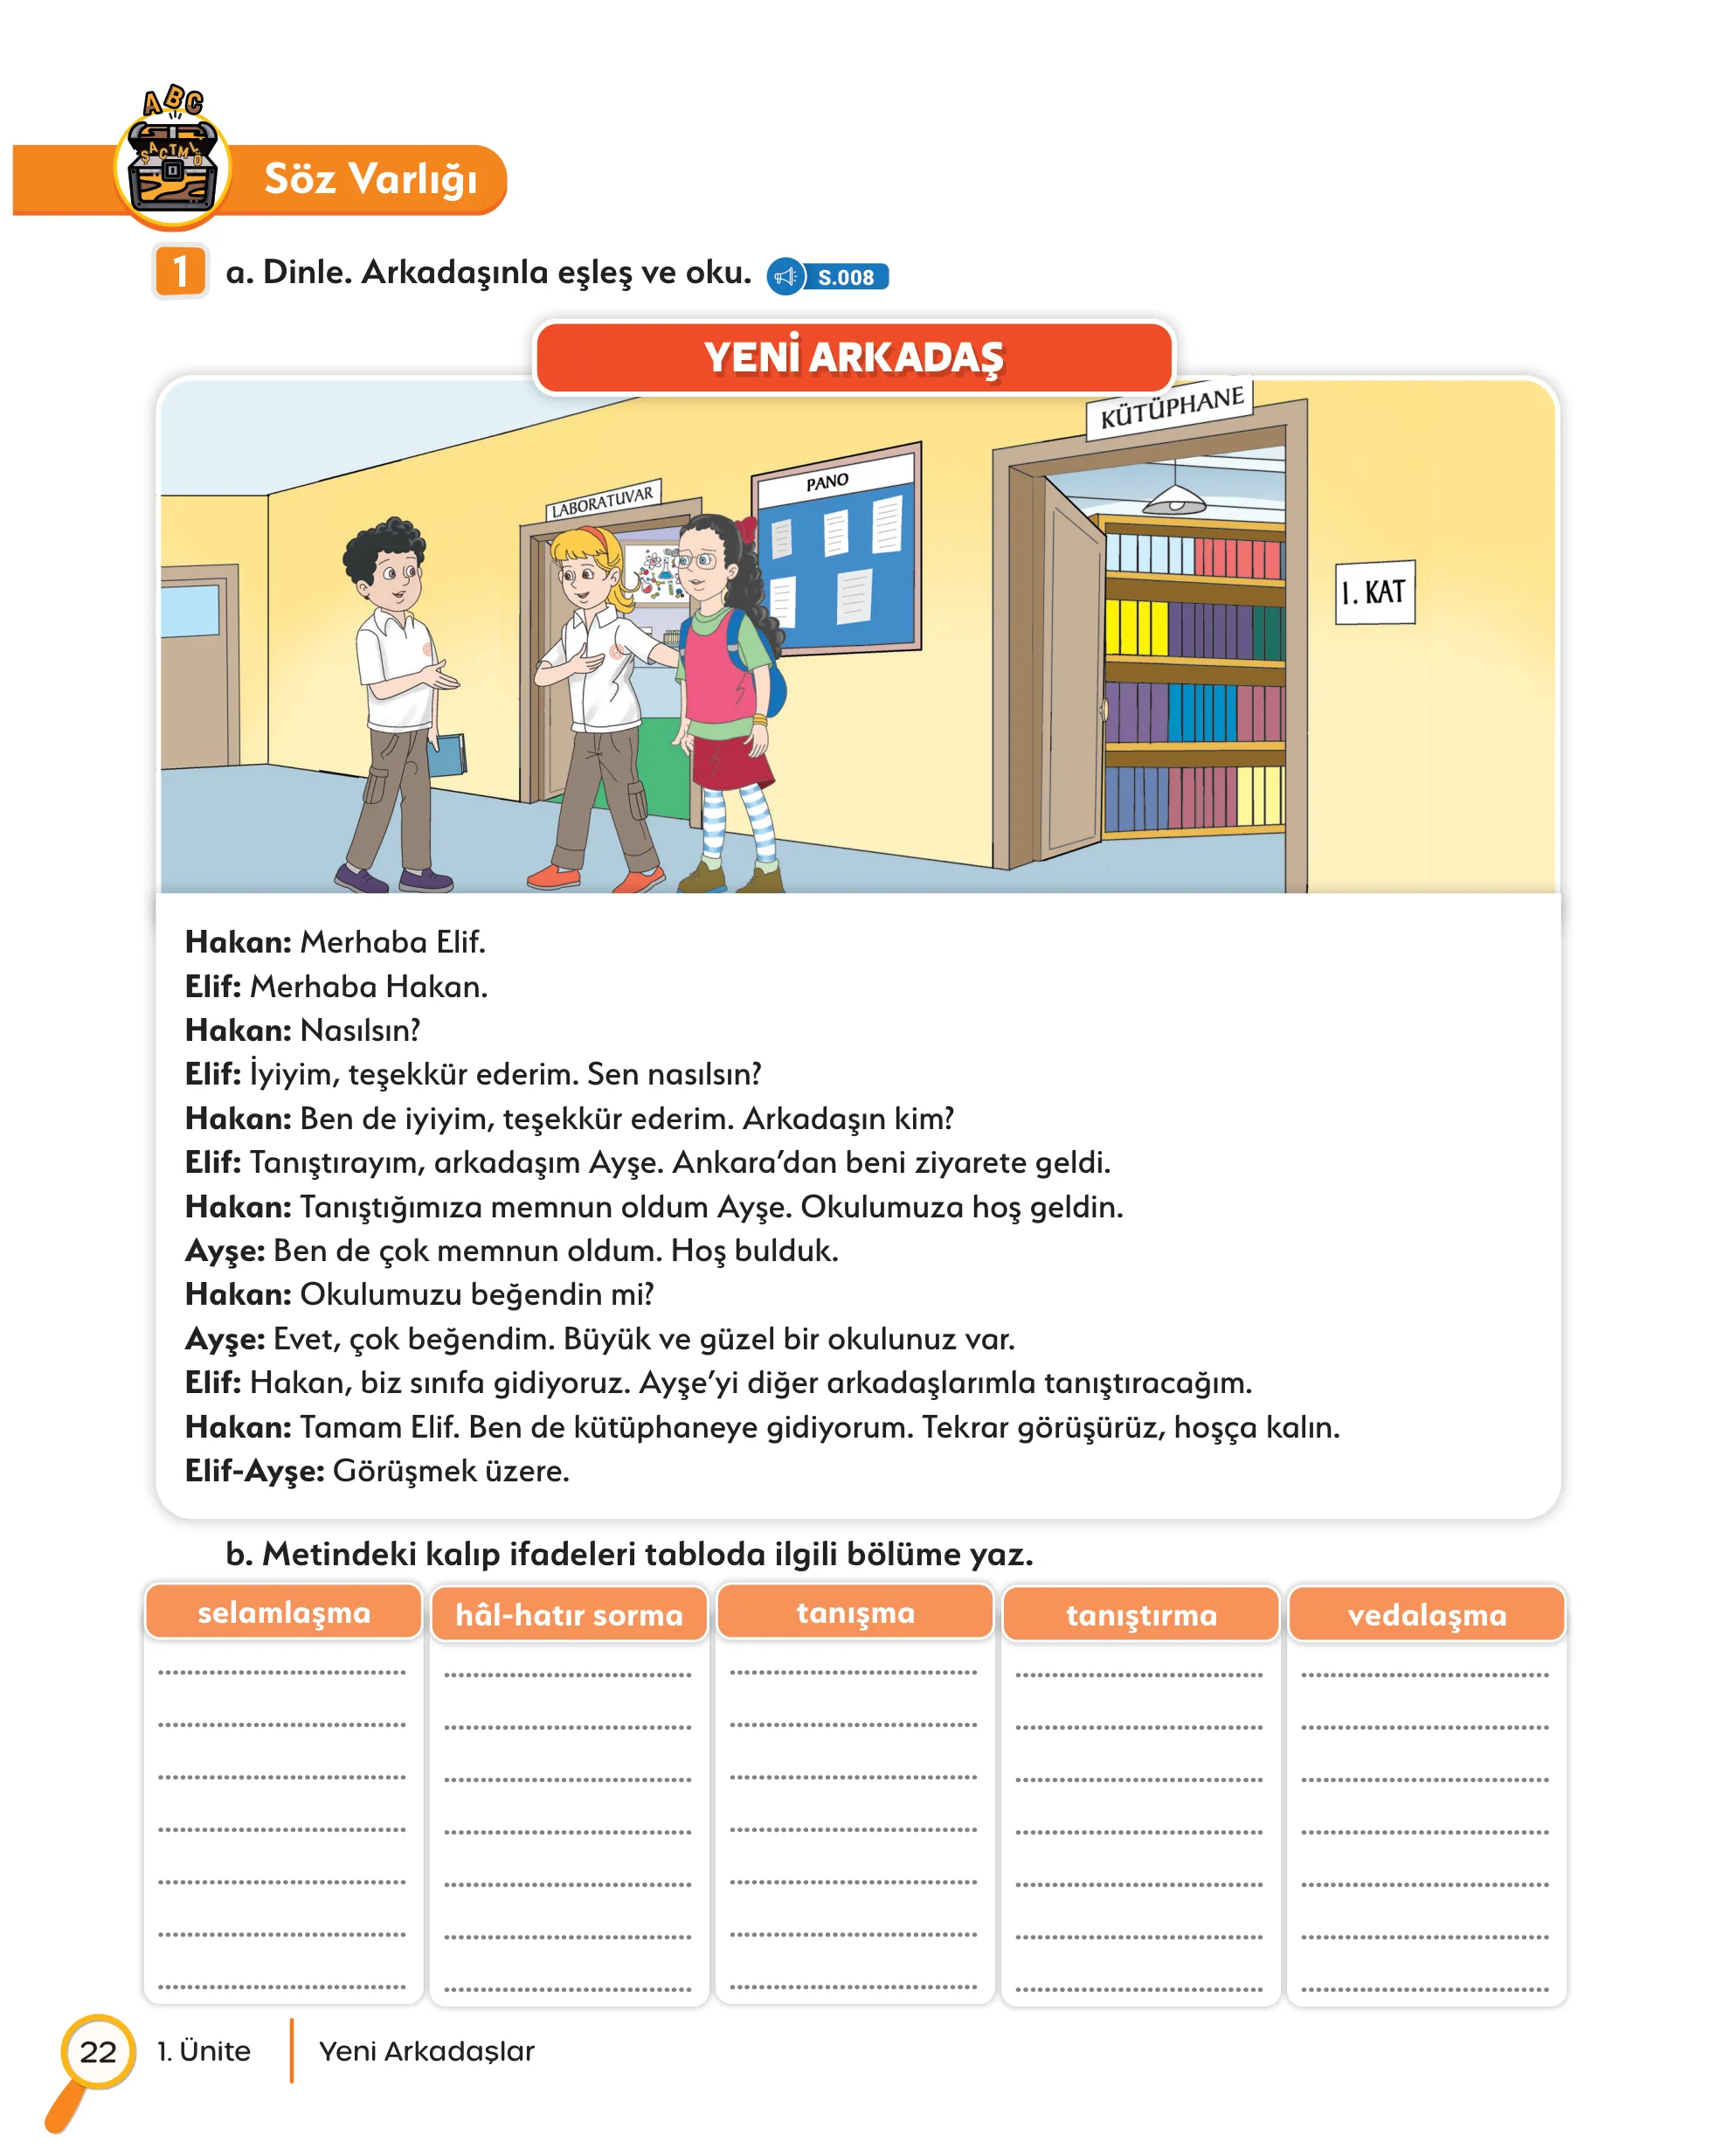 ABC
Söz Varlığı
1 a. Dinle. Arkadaşınla eşleş ve oku. S.008
YENİ ARKADAŞ
KÜTÜPHANE
LABORATUVAR
PANO
1. KAT
Hakan: Merhaba Elif.
Elif: Merhaba Hakan.
Hakan: Nasılsın?
Elif: İyiyim, teşekkür ederim. Sen nasılsın?
Hakan: Ben de iyiyim, teşekkür ederim. Arkadaşın kim?
Elif: Tanıştırayım, arkadaşım Ayşe. Ankara’dan beni ziyarete geldi.
Hakan: Tanıştığımıza memnun oldum Ayşe. Okulumuza hoş geldin.
Ayşe: Ben de çok memnun oldum. Hoş bulduk.
Hakan: Okulumuzu beğendin mi?
Ayşe: Evet, çok beğendim. Büyük ve güzel bir okulunuz var.
Elif: Hakan, biz sınıfa gidiyoruz. Ayşe’yi diğer arkadaşlarımla tanıştıracağım.
Hakan: Tamam Elif. Ben de kütüphaneye gidiyorum. Tekrar görüşürüz, hoşça kalın.
Elif-Ayşe: Görüşmek üzere.
b. Metindeki kalıp ifadeleri tabloda ilgili bölüme yaz.
selamlaşma hâl-hatır sorma tanışma tanıştırma vedalaşma
22 1. Ünite Yeni Arkadaşlar